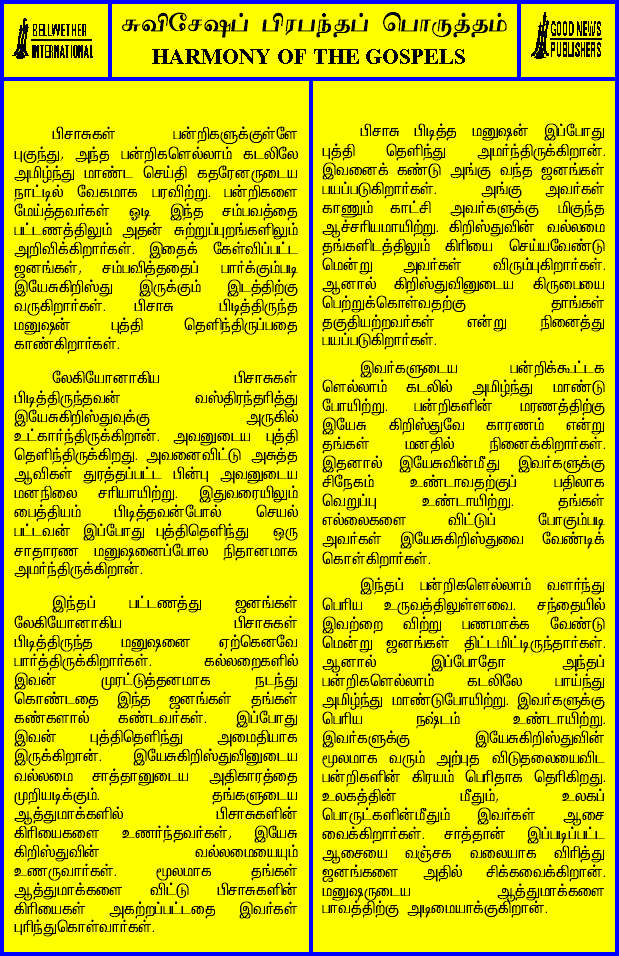 BELLWETHER
INTERNATIONAL
சுவிசேஷப் பிரபந்தப் பொருத்தம்
HARMONY OF THE GOSPELS
GOOD NEWS
PUBLISHERS
பிசாசுகள் பன்றிகளுக்குள்ளே
புகுந்து, அந்த பன்றிகளெல்லாம் கடலிலே
அமிழ்ந்து மாண்ட செய்தி கதரேனருடைய
நாட்டில் வேகமாக பரவிற்று. பன்றிகளை
மேய்த்தவர்கள் ஓடி இந்த சம்பவத்தை
பட்டணத்திலும் அதன் சுற்றுப்புறங்களிலும்
அறிவிக்கிறார்கள். இதைக் கேள்விப்பட்ட
ஜனங்கள், சம்பவித்ததைப் பார்க்கும்படி
இயேசுகிறிஸ்து இருக்கும் இடத்திற்கு
வருகிறார்கள். பிசாசு பிடித்திருந்த
மனுஷன் புத்தி தெளிந்திருப்பதை
காண்கிறார்கள்.
லேகியோனாகிய பிசாசுகள்
பிடித்திருந்தவன் வஸ்திரந்தரித்து
இயேசுகிறிஸ்துவுக்கு அருகில்
உட்கார்ந்திருக்கிறான். அவனுடைய புத்தி
தெளிந்திருக்கிறது. அவனைவிட்டு அசுத்த
ஆவிகள் துரத்தப்பட்ட பின்பு அவனுடைய
மனநிலை சரியாயிற்று. இதுவரையிலும்
பைத்தியம் பிடித்தவன்போல் செயல்
பட்டவன் இப்போது புத்திதெளிந்து ஒரு
சாதாரண மனுஷனைப்போல நிதானமாக
அமர்ந்திருக்கிறான்.
இந்தப் பட்டணத்து ஜனங்கள்
லேகியோனாகிய பிசாசுகள்
பிடித்திருந்த மனுஷனை ஏற்கெனவே
பார்த்திருக்கிறார்கள். கல்லறைகளில்
இவன் முரட்டுத்தனமாக நடந்து
கொண்டதை இந்த ஜனங்கள் தங்கள்
கண்களால் கண்டவர்கள். இப்போது
இவன் புத்திதெளிந்து அமைதியாக
இருக்கிறான். இயேசுகிறிஸ்துவினுடைய
வல்லமை சாத்தானுடைய அதிகாரத்தை
முறியடிக்கும். தங்களுடைய
ஆத்துமாக்களில் பிசாசுகளின்
கிரியைகளை உணர்ந்தவர்கள், இயேசு
கிறிஸ்துவின் வல்லமையையும்
உணருவார்கள். மூலமாக தங்கள்
ஆத்துமாக்களை விட்டு பிசாசுகளின்
கிரியைகள் அகற்றப்பட்டதை இவர்கள்
புரிந்துகொள்வார்கள்.
பிசாசு பிடித்த மனுஷன் இப்போது
புத்தி தெளிந்து அமர்ந்திருக்கிறான்.
இவனைக் கண்டு அங்கு வந்த ஜனங்கள்
பயப்படுகிறார்கள். அங்கு அவர்கள்
காணும் காட்சி அவர்களுக்கு மிகுந்த
ஆச்சரியமாயிற்று. கிறிஸ்துவின் வல்லமை
தங்களிடத்திலும் கிரியை செய்யவேண்டு
மென்று அவர்கள் விரும்புகிறார்கள்.
ஆனால் கிறிஸ்துவினுடைய கிருபையை
பெற்றுக்கொள்வதற்கு தாங்கள்
தகுதியற்றவர்கள் என்று நினைத்து
பயப்படுகிறார்கள்.
இவர்களுடைய பன்றிக்கூட்டக
ளெல்லாம் கடலில் அமிழ்ந்து மாண்டு
போயிற்று. பன்றிகளின் மரணத்திற்கு
இயேசு கிறிஸ்துவே காரணம் என்று
தங்கள் மனதில் நினைக்கிறார்கள்.
இதனால் இயேசுவின்மீது இவர்களுக்கு
சிநேகம் உண்டாவதற்குப் பதிலாக
வெறுப்பு உண்டாயிற்று. தங்கள்
எல்லைகளை விட்டுப் போகும்படி
அவர்கள் இயேசுகிறிஸ்துவை வேண்டிக்
கொள்கிறார்கள்.
இந்தப் பன்றிகளெல்லாம் வளர்ந்து
பெரிய உருவத்திலுள்ளவை. சந்தையில்
இவற்றை விற்று பணமாக்க வேண்டு
மென்று ஜனங்கள் திட்டமிட்டிருந்தார்கள்.
ஆனால் இப்போதோ அந்தப்
பன்றிகளெல்லாம் கடலிலே பாய்ந்து
அமிழ்ந்து மாண்டுபோயிற்று. இவர்களுக்கு
பெரிய நஷ்டம் உண்டாயிற்று.
இவர்களுக்கு இயேசுகிறிஸ்துவின்
மூலமாக வரும் அற்புத விடுதலையைவிட
பன்றிகளின் கிரயம் பெரிதாக தெரிகிறது.
உலகத்தின் மீதும், உலகப்
பொருட்களின்மீதும் இவர்கள் ஆசை
வைக்கிறார்கள். சாத்தான் இப்படிப்பட்ட
ஆசையை வஞ்சக வலையாக விரித்து
ஜனங்களை அதில் சிக்கவைக்கிறான்.
மனுஷருடைய ஆத்துமாக்களை
பாவத்திற்கு அடிமையாக்குகிறான்.